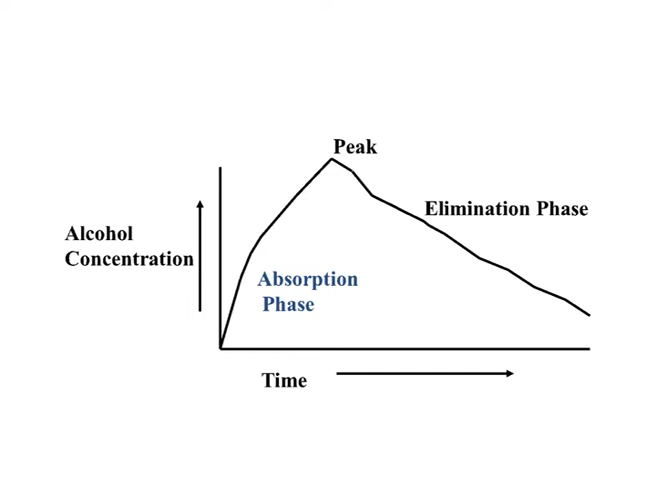 Peak
Elimination Phase
Alcohol
Concentration
Absorption
Phase
Time